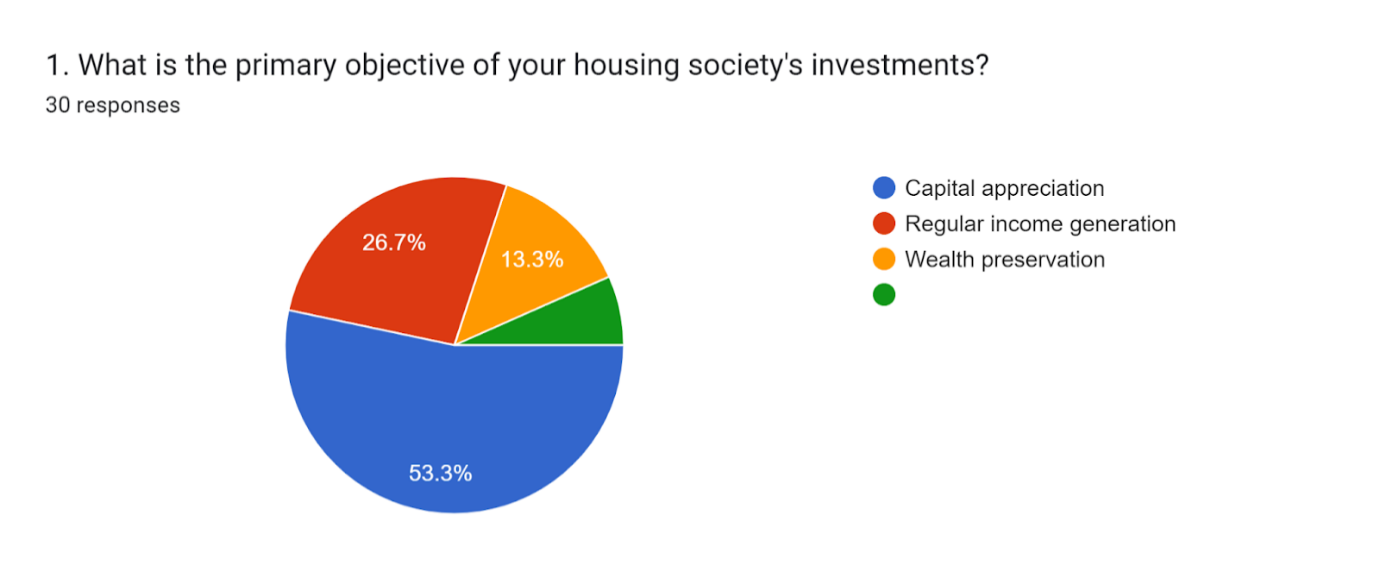 1. What is the primary objective of your housing society's investments?
30 responses
26.7%
13.3%
53.3%
Capital appreciation
Regular income generation
Wealth preservation